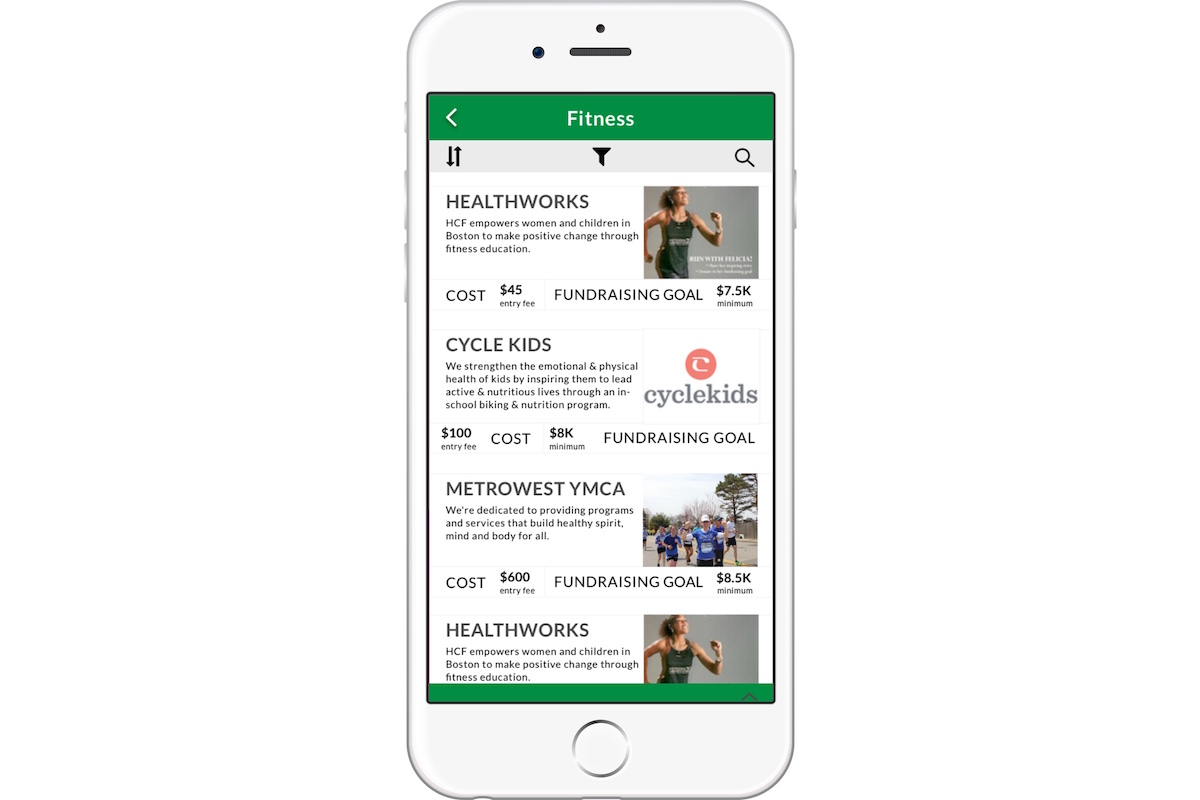 Fitness
HEALTHWORKS
HCF empowers women and children in
Boston to make positive change through
fitness education.
RUN WITH FELICIA!
COST $45 entry fee FUNDRAISING GOAL $7.5K minimum
CYCLE KIDS
We strengthen the emotional & physical
health of kids by inspiring them to lead
active & nutritious lives through an in-
school biking & nutrition program.
cyclekids
$100 entry fee COST $8K minimum FUNDRAISING GOAL
METROWEST YMCA
We're dedicated to providing programs
and services that build healthy spirit,
mind and body for all.
COST $600 entry fee FUNDRAISING GOAL $8.5K minimum
HEALTHWORKS
HCF empowers women and children in
Boston to make positive change through
fitness education.